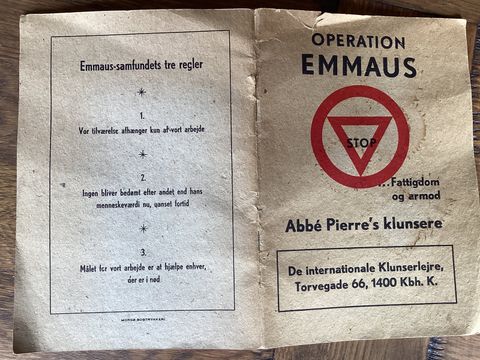 Emmaus-samfundets tre regler
1.
Vor tilværelse afhænger kun af vort arbejde
2.
Ingen bliver bedømt efter andet end hans
menneskeværdi nu, uanset fortid
3.
Målet for vort arbejde er at hjælpe enhver,
der er i nød
OPERATION
EMMAUS
STOP
...Fattigdom
og armod
Abbé Pierre's klunsere
De internationale Klunserlejre,
Torvegade 66, 1400 Kbh. K.